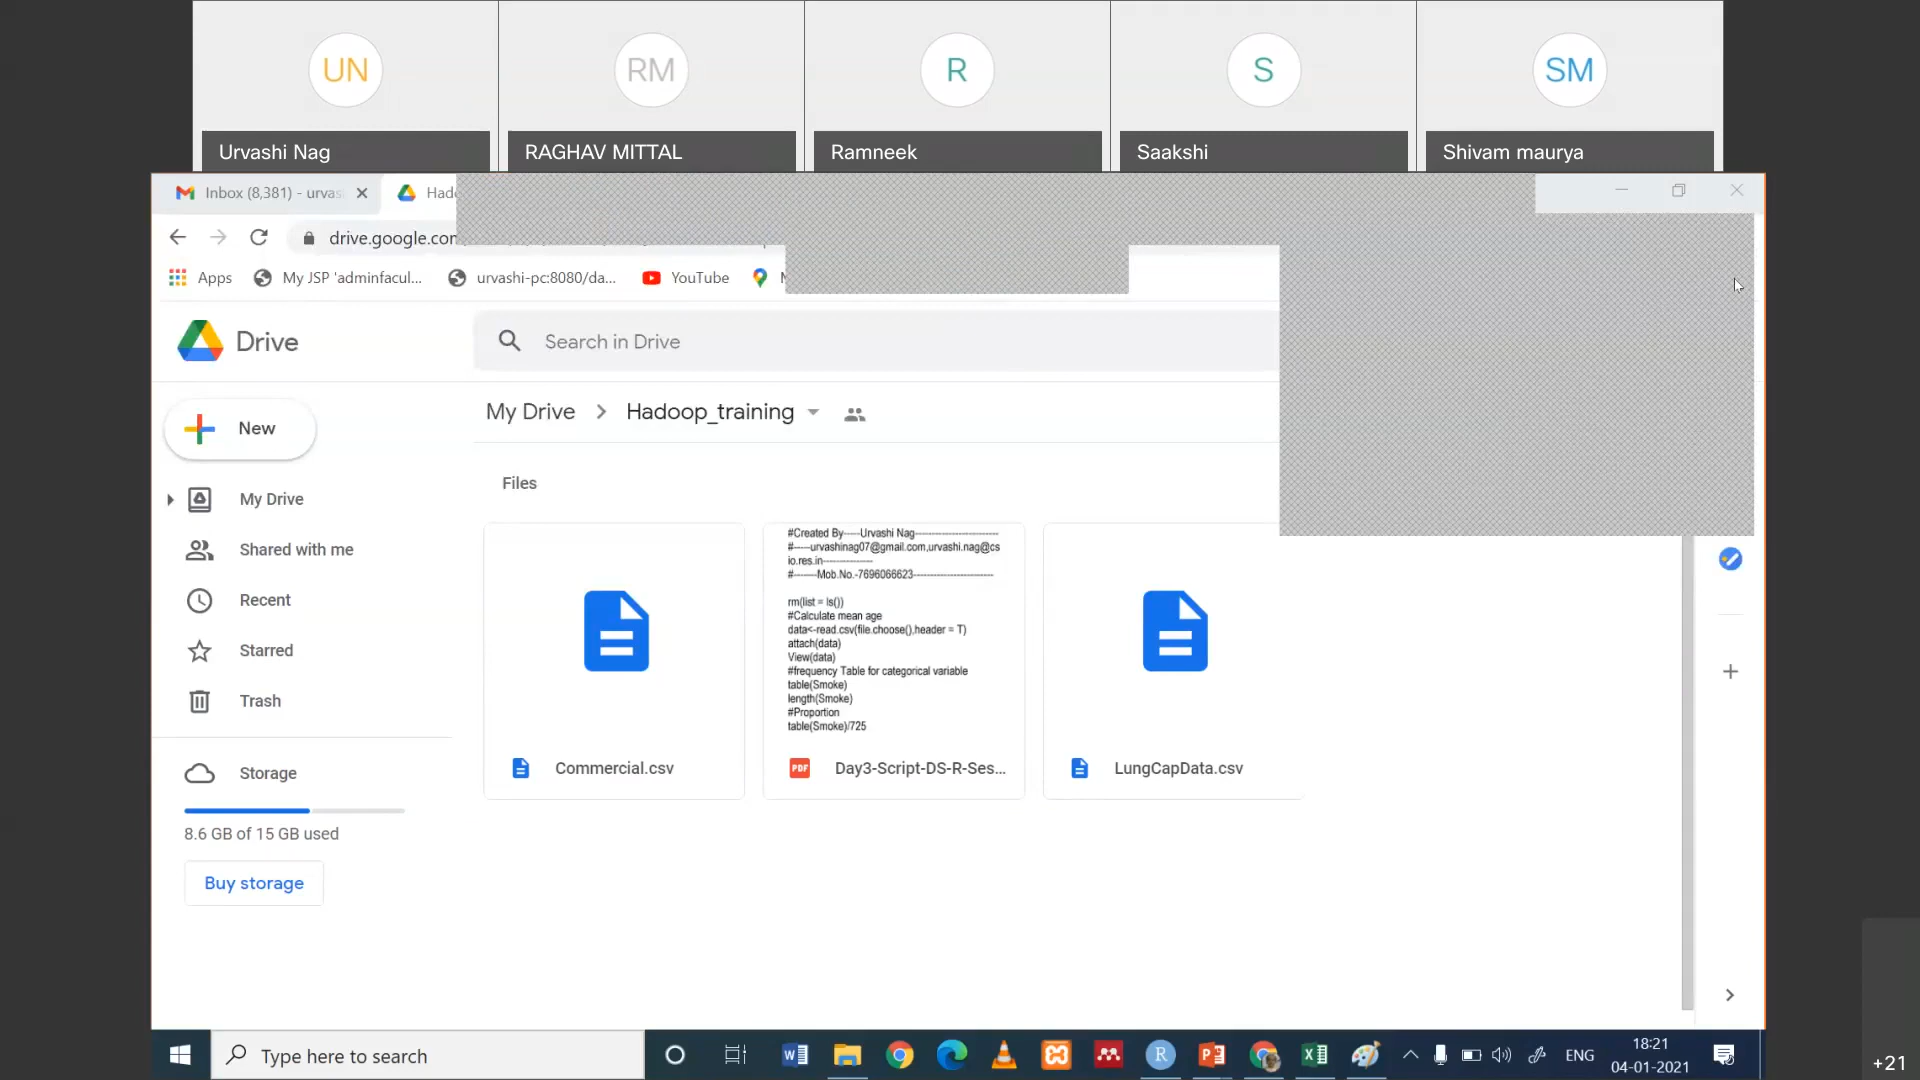 UN
RM
R
S
SM
Urvashi Nag
RAGHAV MITTAL
Ramneek
Saakshi
Shivam maurya
Inbox (8,381) - urvas
Had
drive.google.com
Apps
My JSP 'adminfacul...
urvashi-pc:8080/da...
YouTube
Drive
Search in Drive
My Drive
Hadoop_training
New
Files
My Drive
Shared with me
Recent
Starred
Trash
Storage
8.6 GB of 15 GB used
Buy storage
#Created By-----Urvashi Nag-------------------------
#-----urvashinag07@gmail.com,urvashi.nag@cs
io.res.in---------------
#-------Mob.No.-7696066623------------------------
rm(list = ls())
#Calculate mean age
data<-read.csv(file.choose(),header = T)
attach(data)
View(data)
#frequency Table for categorical variable
table(Smoke)
length(Smoke)
#Proportion
table(Smoke)/725
Commercial.csv
PDF
Day3-Script-DS-R-Ses...
LungCapData.csv
Type here to search
ENG
18:21
04-01-2021
+21